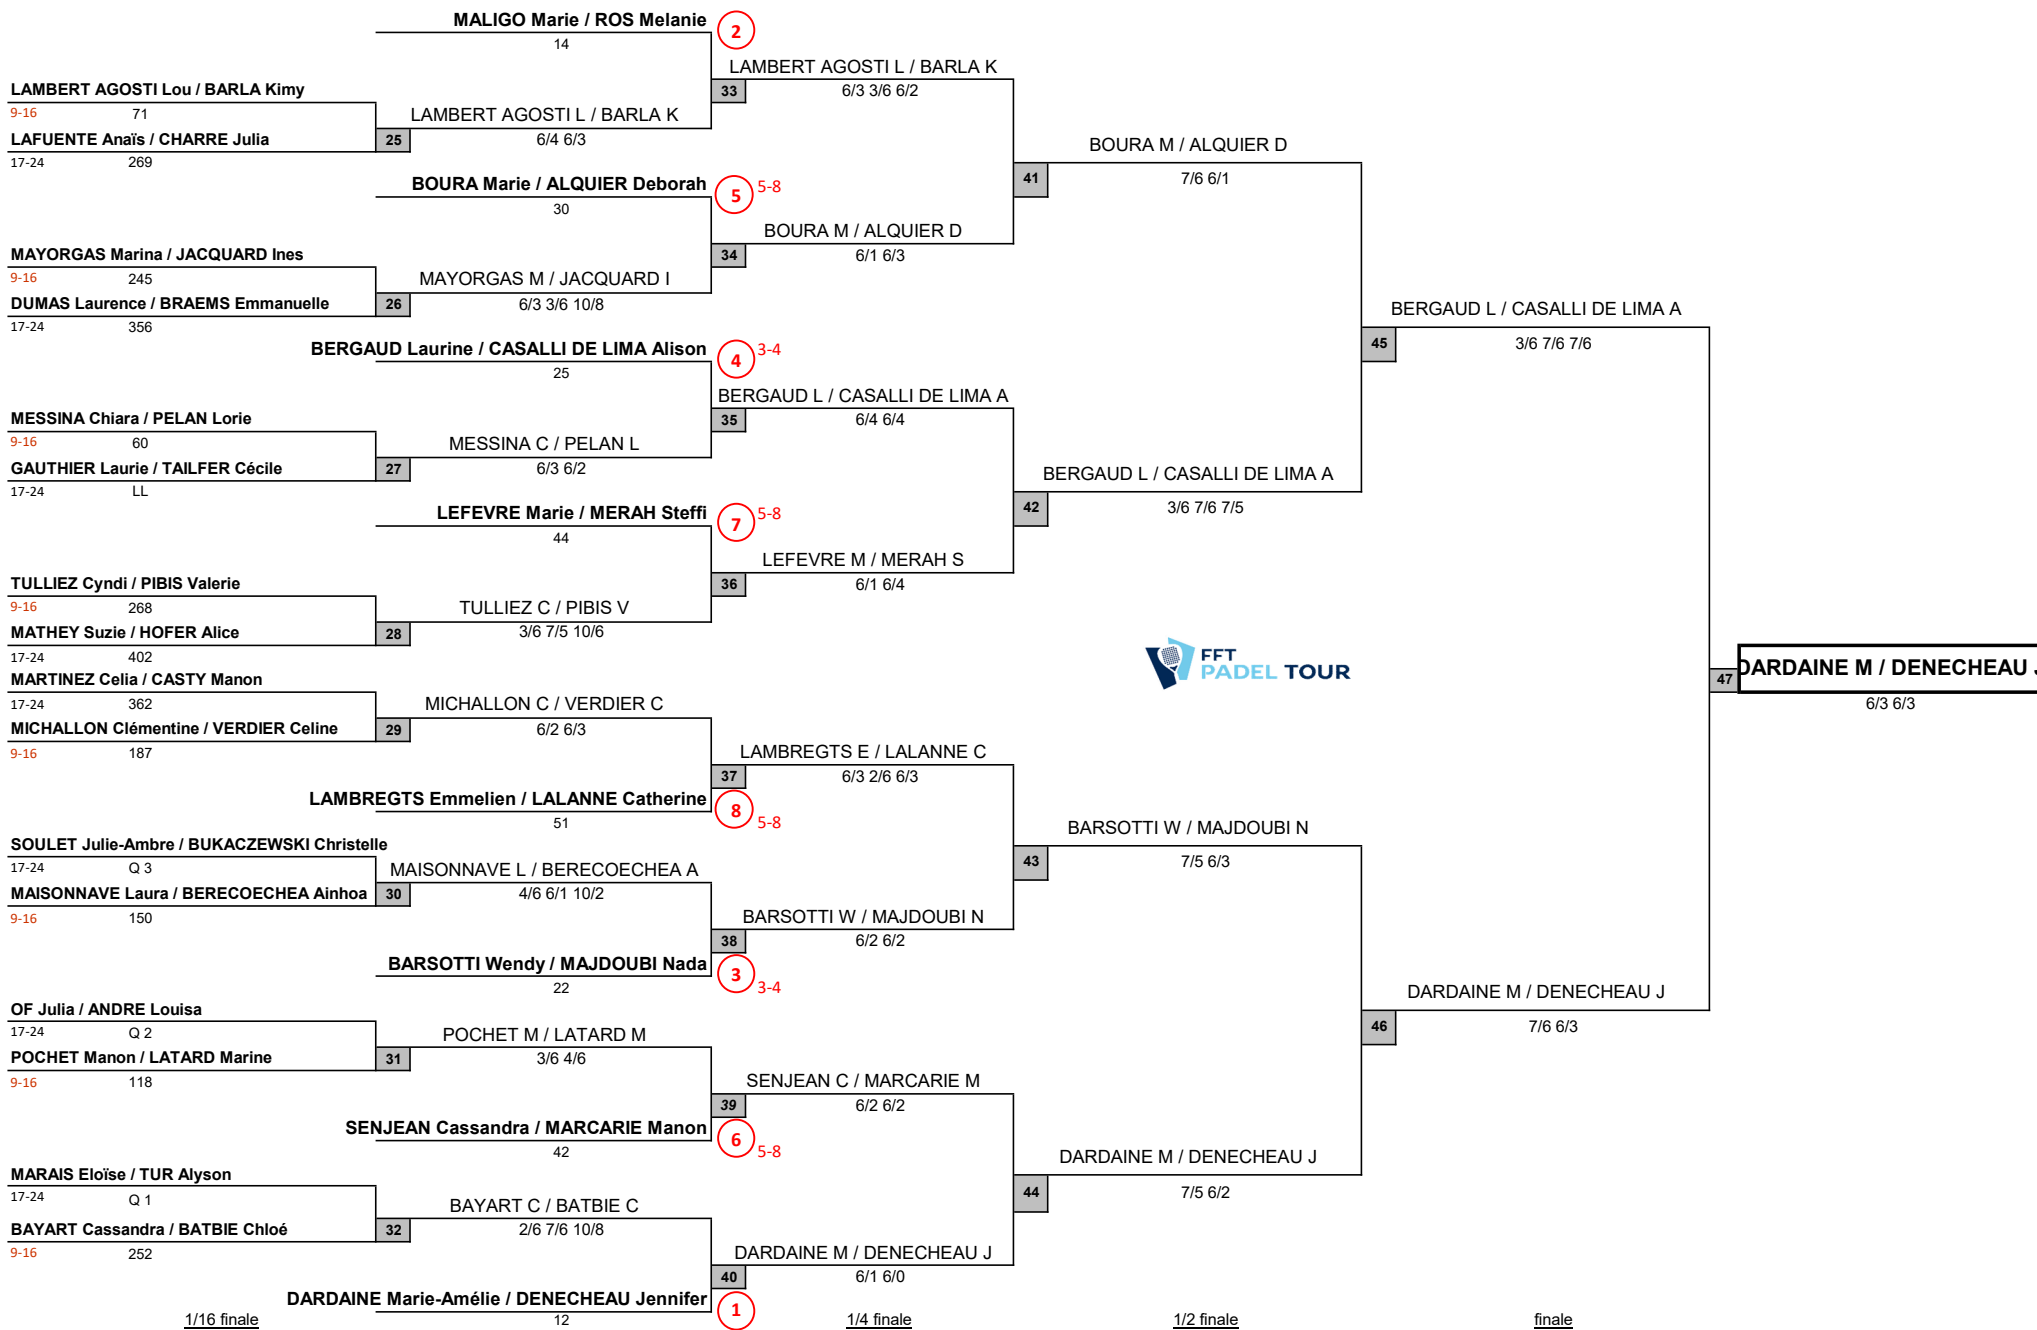 MALIGO Marie / ROS Melanie
2
14
LAMBERT AGOSTI L / BARLA K
LAMBERT AGOSTI Lou / BARLA Kimy
33
6/3 3/6 6/2
9-16
71
LAMBERT AGOSTI L / BARLA K
LAFUENTE Anaïs / CHARRE Julia
25
6/4 6/3
17-24
269
BOURA M / ALQUIER D
BOURA Marie / ALQUIER Deborah
5
5-8
41
7/6 6/1
30
BOURA M / ALQUIER D
MAYORGAS Marina / JACQUARD Ines
34
6/1 6/3
9-16
245
MAYORGAS M / JACQUARD I
DUMAS Laurence / BRAEMS Emmanuelle
26
6/3 3/6 10/8
17-24
356
BERGAUD L / CASALLI DE LIMA A
BERGAUD Laurine / CASALLI DE LIMA Alison
4
3-4
45
3/6 7/6 7/6
25
BERGAUD L / CASALLI DE LIMA A
MESSINA Chiara / PELAN Lorie
35
6/4 6/4
9-16
60
MESSINA C / PELAN L
GAUTHIER Laurie / TAILFER Cécile
27
6/3 6/2
17-24
LL
BERGAUD L / CASALLI DE LIMA A
LEFEVRE Marie / MERAH Steffi
7
5-8
42
3/6 7/6 7/5
44
LEFEVRE M / MERAH S
TULLIEZ Cyndi / PIBIS Valerie
36
6/1 6/4
9-16
268
TULLIEZ C / PIBIS V
MATHEY Suzie / HOFER Alice
28
3/6 7/5 10/6
17-24
402
FFT
PADEL TOUR
MARTINEZ Celia / CASTY Manon
47
DARDAINE M / DENECHEAU J
6/3 6/3
17-24
362
MICHALLON C / VERDIER C
MICHALLON Clémentine / VERDIER Celine
29
6/2 6/3
9-16
187
LAMBREGTS E / LALANNE C
37
6/3 2/6 6/3
LAMBREGTS Emmelien / LALANNE Catherine
8
5-8
51
BARSOTTI W / MAJDOUBI N
SOULET Julie-Ambre / BUKACZEWSKI Christelle
43
7/5 6/3
17-24
Q 3
MAISONNAVE L / BERECOECHEA A
MAISONNAVE Laura / BERECOECHEA Ainhoa
30
4/6 6/1 10/2
9-16
150
BARSOTTI W / MAJDOUBI N
38
6/2 6/2
BARSOTTI Wendy / MAJDOUBI Nada
3
3-4
22
DARDAINE M / DENECHEAU J
OF Julia / ANDRE Louisa
46
7/6 6/3
17-24
Q 2
POCHET M / LATARD M
POCHET Manon / LATARD Marine
31
3/6 4/6
9-16
118
SENJEAN C / MARCARIE M
39
6/2 6/2
SENJEAN Cassandra / MARCARIE Manon
6
5-8
42
DARDAINE M / DENECHEAU J
MARAIS Eloïse / TUR Alyson
44
7/5 6/2
17-24
Q 1
BAYART C / BATBIE C
BAYART Cassandra / BATBIE Chloé
32
2/6 7/6 10/8
9-16
252
DARDAINE M / DENECHEAU J
40
6/1 6/0
DARDAINE Marie-Amélie / DENECHEAU Jennifer
1
12
1/16 finale
1/4 finale
1/2 finale
finale